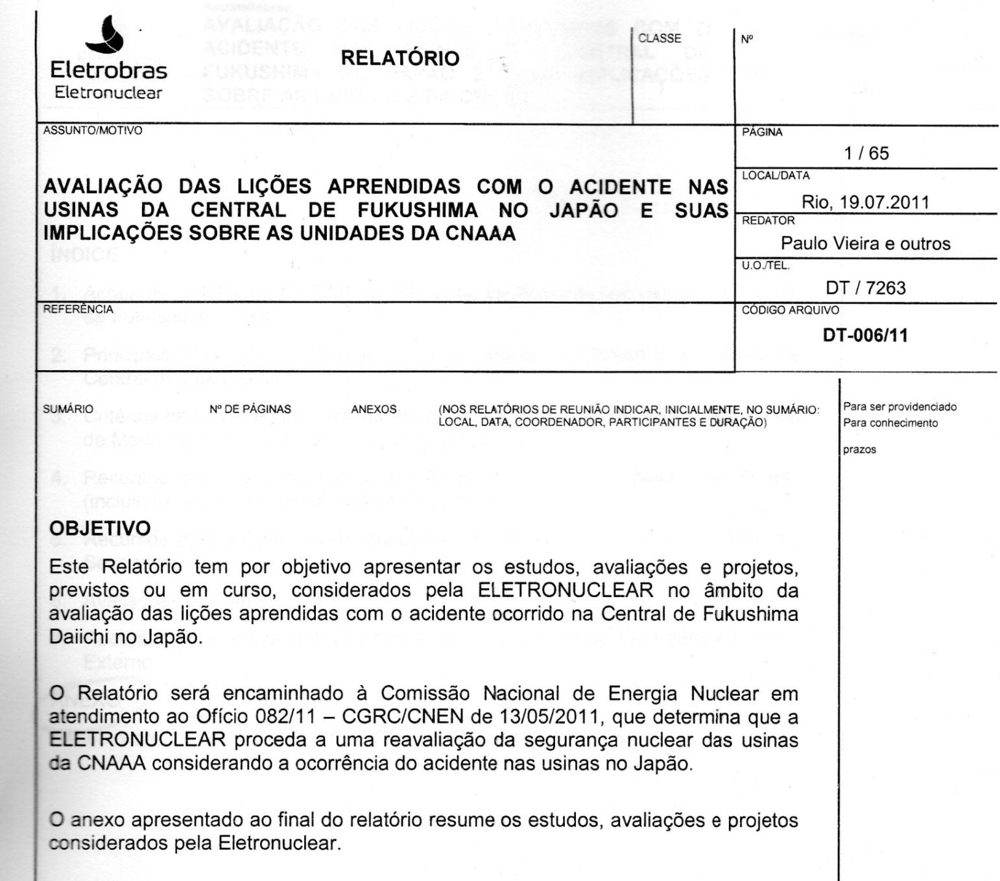 Eletrobras
Eletronuclear
RELATÓRIO
CLASSE
Nº
ASSUNTO/MOTIVO
AVALIAÇÃO DAS LIÇÕES APRENDIDAS COM O ACIDENTE NAS
USINAS DA CENTRAL DE FUKUSHIMA NO JAPÃO E SUAS
IMPLICAÇÕES SOBRE AS UNIDADES DA CNAAA
PÁGINA
1 / 65
LOCAL/DATA
Rio, 19.07.2011
REDATOR
Paulo Vieira e outros
U.O./TEL.
DT / 7263
REFERÊNCIA
CÓDIGO ARQUIVO
DT-006/11
SUMÁRIO Nº DE PÁGINAS ANEXOS (NOS RELATÓRIOS DE REUNIÃO INDICAR, INICIALMENTE, NO SUMÁRIO:
LOCAL, DATA, COORDENADOR, PARTICIPANTES E DURAÇÃO)
Para ser providenciado
Para conhecimento
prazos
OBJETIVO
Este Relatório tem por objetivo apresentar os estudos, avaliações e projetos,
previstos ou em curso, considerados pela ELETRONUCLEAR no âmbito da
avaliação das lições aprendidas com o acidente ocorrido na Central de Fukushima
Daiichi no Japão.
O Relatório será encaminhado à Comissão Nacional de Energia Nuclear em
atendimento ao Ofício 082/11 – CGRC/CNEN de 13/05/2011, que determina que a
ELETRONUCLEAR proceda a uma reavaliação da segurança nuclear das usinas
da CNAAA considerando a ocorrência do acidente nas usinas no Japão.
O anexo apresentado ao final do relatório resume os estudos, avaliações e projetos
considerados pela Eletronuclear.